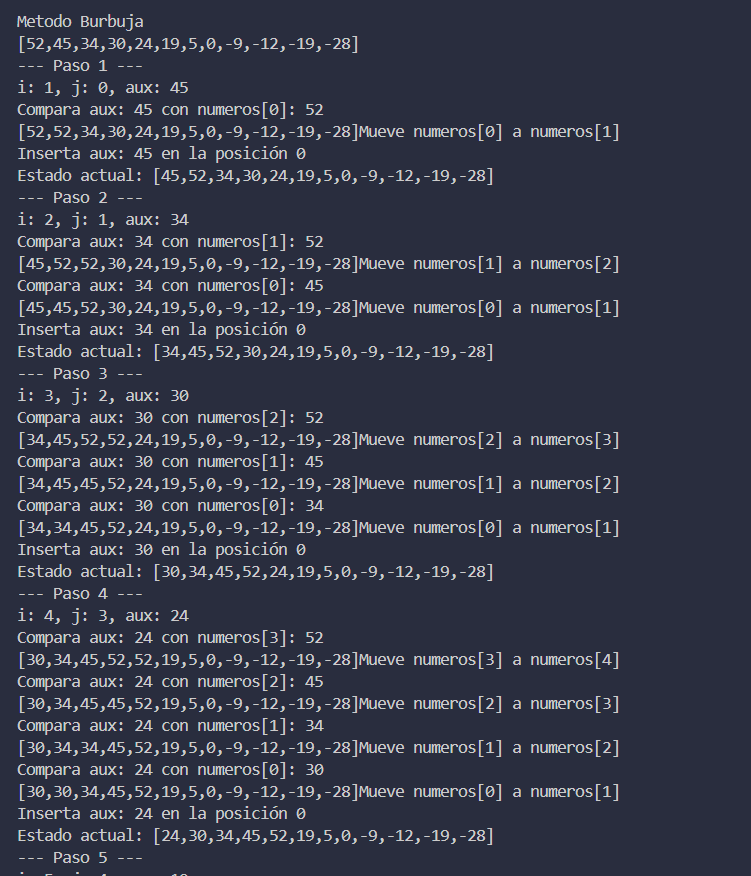 Metodo Burbuja
[52,45,34,30,24,19,5,0,-9,-12,-19,-28]
--- Paso 1 ---
i: 1, j: 0, aux: 45
Compara aux: 45 con numeros[0]: 52
[52,52,34,30,24,19,5,0,-9,-12,-19,-28]Mueve numeros[0] a numeros[1]
Inserta aux: 45 en la posición 0
Estado actual: [45,52,34,30,24,19,5,0,-9,-12,-19,-28]
--- Paso 2 ---
i: 2, j: 1, aux: 34
Compara aux: 34 con numeros[1]: 52
[45,52,52,30,24,19,5,0,-9,-12,-19,-28]Mueve numeros[1] a numeros[2]
Compara aux: 34 con numeros[0]: 45
[45,45,52,30,24,19,5,0,-9,-12,-19,-28]Mueve numeros[0] a numeros[1]
Inserta aux: 34 en la posición 0
Estado actual: [34,45,52,30,24,19,5,0,-9,-12,-19,-28]
--- Paso 3 ---
i: 3, j: 2, aux: 30
Compara aux: 30 con numeros[2]: 52
[34,45,52,52,24,19,5,0,-9,-12,-19,-28]Mueve numeros[2] a numeros[3]
Compara aux: 30 con numeros[1]: 45
[34,45,45,52,24,19,5,0,-9,-12,-19,-28]Mueve numeros[1] a numeros[2]
Compara aux: 30 con numeros[0]: 34
[34,34,45,52,24,19,5,0,-9,-12,-19,-28]Mueve numeros[0] a numeros[1]
Inserta aux: 30 en la posición 0
Estado actual: [30,34,45,52,24,19,5,0,-9,-12,-19,-28]
--- Paso 4 ---
i: 4, j: 3, aux: 24
Compara aux: 24 con numeros[3]: 52
[30,34,45,52,52,19,5,0,-9,-12,-19,-28]Mueve numeros[3] a numeros[4]
Compara aux: 24 con numeros[2]: 45
[30,34,45,45,52,19,5,0,-9,-12,-19,-28]Mueve numeros[2] a numeros[3]
Compara aux: 24 con numeros[1]: 34
[30,34,34,45,52,19,5,0,-9,-12,-19,-28]Mueve numeros[1] a numeros[2]
Compara aux: 24 con numeros[0]: 30
[30,30,34,45,52,19,5,0,-9,-12,-19,-28]Mueve numeros[0] a numeros[1]
Inserta aux: 24 en la posición 0
Estado actual: [24,30,34,45,52,19,5,0,-9,-12,-19,-28]
--- Paso 5 ---